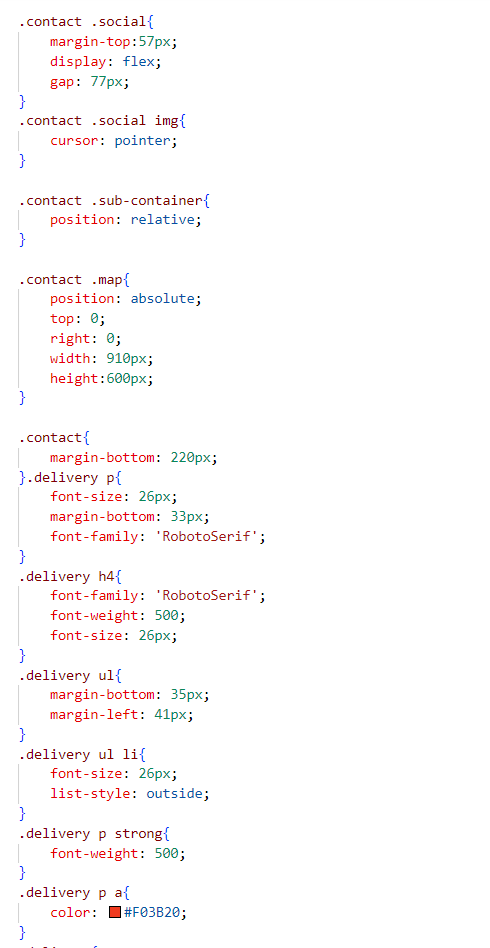 .contact .social{
    margin-top:57px;
    display: flex;
    gap: 77px;
}
.contact .social img{
    cursor: pointer;
}

.contact .sub-container{
    position: relative;
}

.contact .map{
    position: absolute;
    top: 0;
    right: 0;
    width: 910px;
    height:600px;
}

.contact{
    margin-bottom: 220px;
}.delivery p{
    font-size: 26px;
    margin-bottom: 33px;
    font-family: 'RobotoSerif';
}
.delivery h4{
    font-family: 'RobotoSerif';
    font-weight: 500;
    font-size: 26px;
}
.delivery ul{
    margin-bottom: 35px;
    margin-left: 41px;
}
.delivery ul li{
    font-size: 26px;
    list-style: outside;
}
.delivery p strong{
    font-weight: 500;
}
.delivery p a{
    color: #F03B20;
}